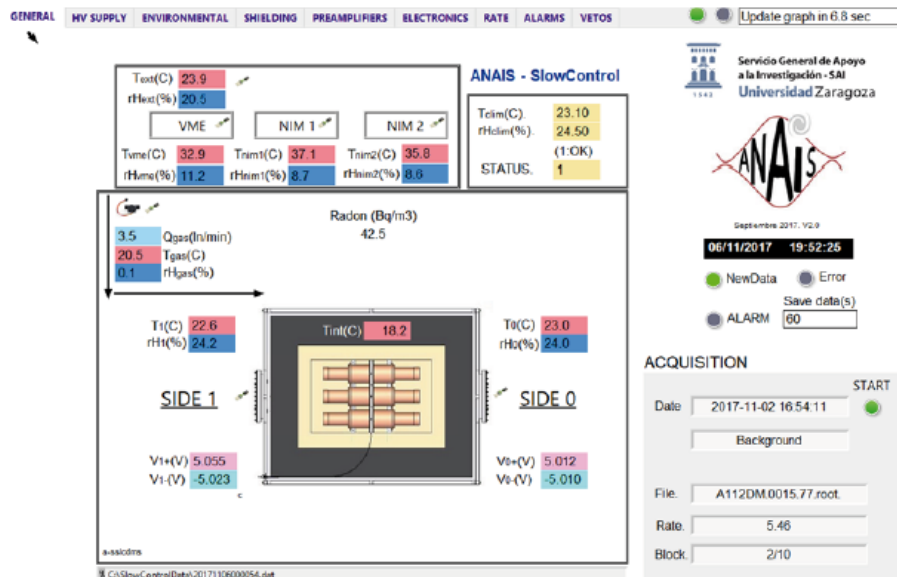 GENERAL HV SUPPLY ENVIRONMENTAL SHIELDING PREAMPLIFIERS ELECTRONICS RATE ALARMS VETOS
Update graph in 6.8 sec
ANAIS - SlowControl
Text(C) 23.9
rHext(%) 20.5
VME NIM 1 NIM 2
Tvme(C) 32.9 Tnim1(C) 37.1 Tnim2(C) 35.8
rHvme(%) 11.2 rHnim1(%) 8.7 rHnim2(%) 8.6
Tclim(C). 23.10
rHclim(%). 24.50
(1:OK)
STATUS. 1
1542
Servicio General de Apoyo
a la Investigación - SAI
Universidad Zaragoza
ANAIS
Septiembre 2017. V2.0
06/11/2017 19:52:25
NewData Error
Save data(s)
ALARM 60
Radon (Bq/m3)
42.5
3.5 Qgas(ln/min)
20.5 Tgas(C)
0.1 rHgas(%)
T1(C) 22.6
rH1(%) 24.2
Tint(C) 18.2
T0(C) 23.0
rH0(%) 24.0
SIDE 1 SIDE 0
V1+(V) 5.055
V1-(V) -5.023
c
V0+(V) 5.012
V0-(V) -5.010
a-sslcdms
C:\SlowControlData\20171106000054.dat
ACQUISITION
START
Date 2017-11-02 16:54:11
Background
File. A112DM.0015.77.root.
Rate. 5.46
Block. 2/10